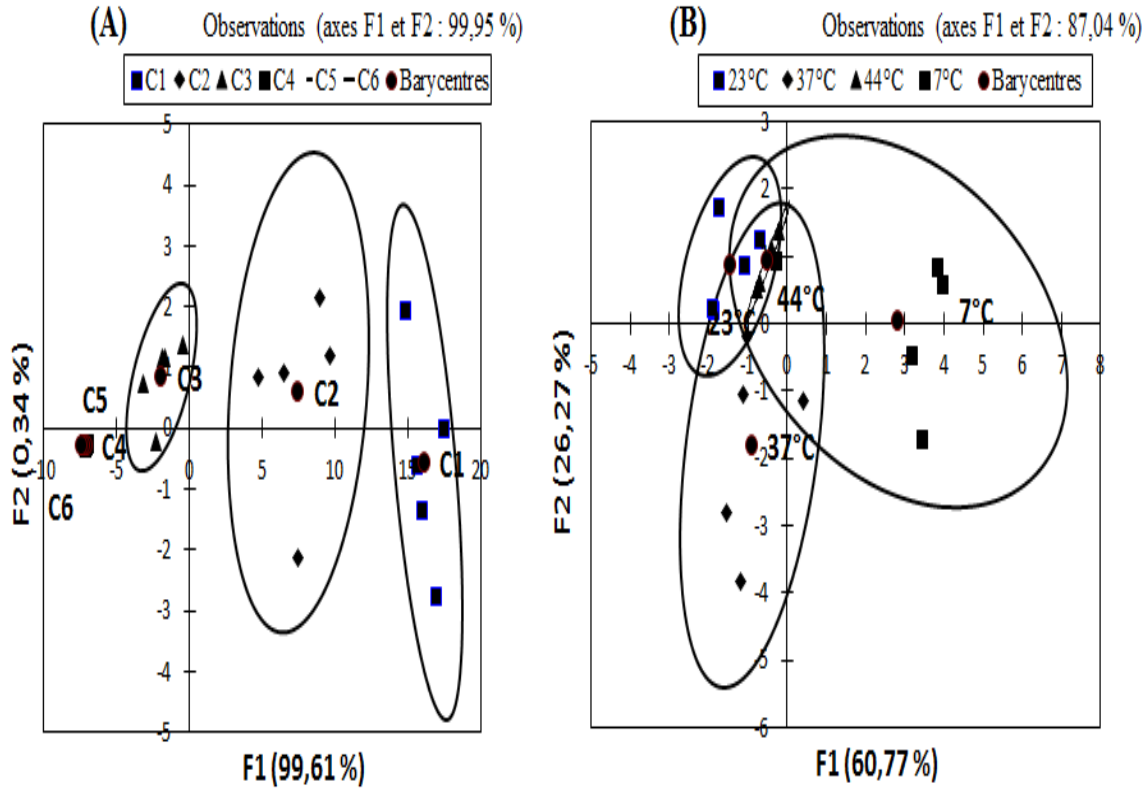 (A)
Observations (axes F1 et F2 : 99,95 %)
C1 C2 C3 C4 C5 C6 Barycentres
5
4
3
2
1
0
-1
-2
-3
-4
-5
-10 -5 0 5 10 15 20
C5
C4
C6
C3
C2
C1
F2 (0,34 %)
F1 (99,61 %)
(B)
Observations (axes F1 et F2 : 87,04 %)
23°C 37°C 44°C 7°C Barycentres
3
2
1
0
-1
-2
-3
-4
-5
-6
-5 -4 -3 -2 -1 0 1 2 3 4 5 6 7 8
44°C
23°C
7°C
37°C
F2 (26,27 %)
F1 (60,77 %)